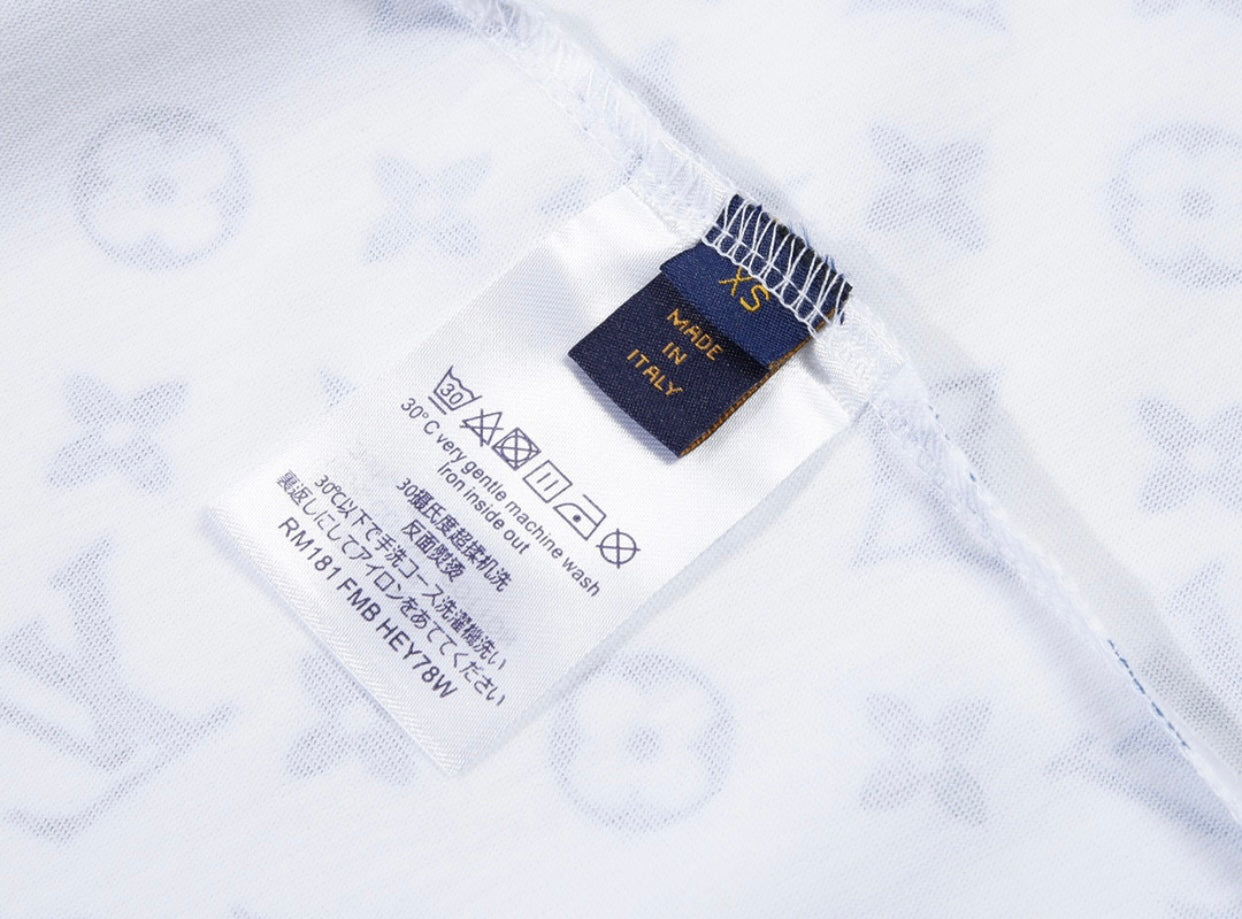 XS
MADE
IN
ITALY
30
30°C very gentle machine wash
Iron inside out
30摄氏度超揉机洗
反面熨烫
30℃以下で手洗コース洗濯機洗い
裏返しにしてアイロンをあててください
RM181 FMB HEY78W